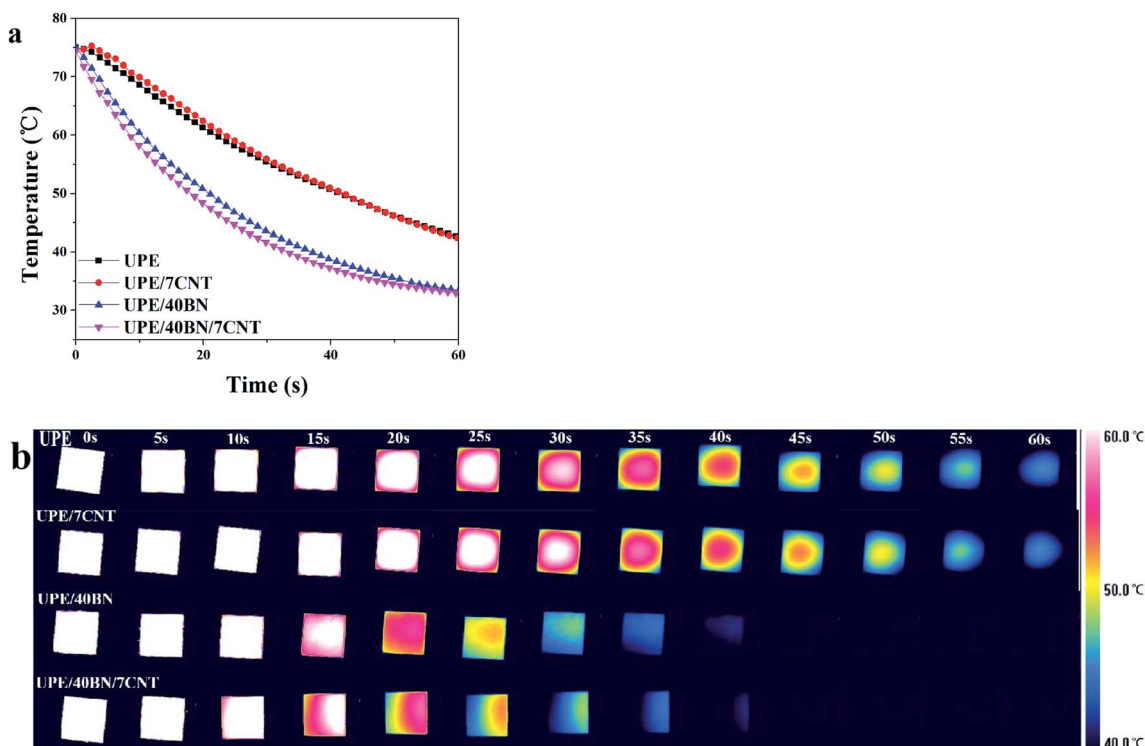 a
80
70
60
50
40
30
Temperature (℃)
UPE
UPE/7CNT
UPE/40BN
UPE/40BN/7CNT
0 20 40 60
Time (s)
b
UPE 0s 5s 10s 15s 20s 25s 30s 35s 40s 45s 50s 55s 60s
60.0 ℃
UPE/7CNT
50.0 ℃
UPE/40BN
UPE/40BN/7CNT
40.0 ℃